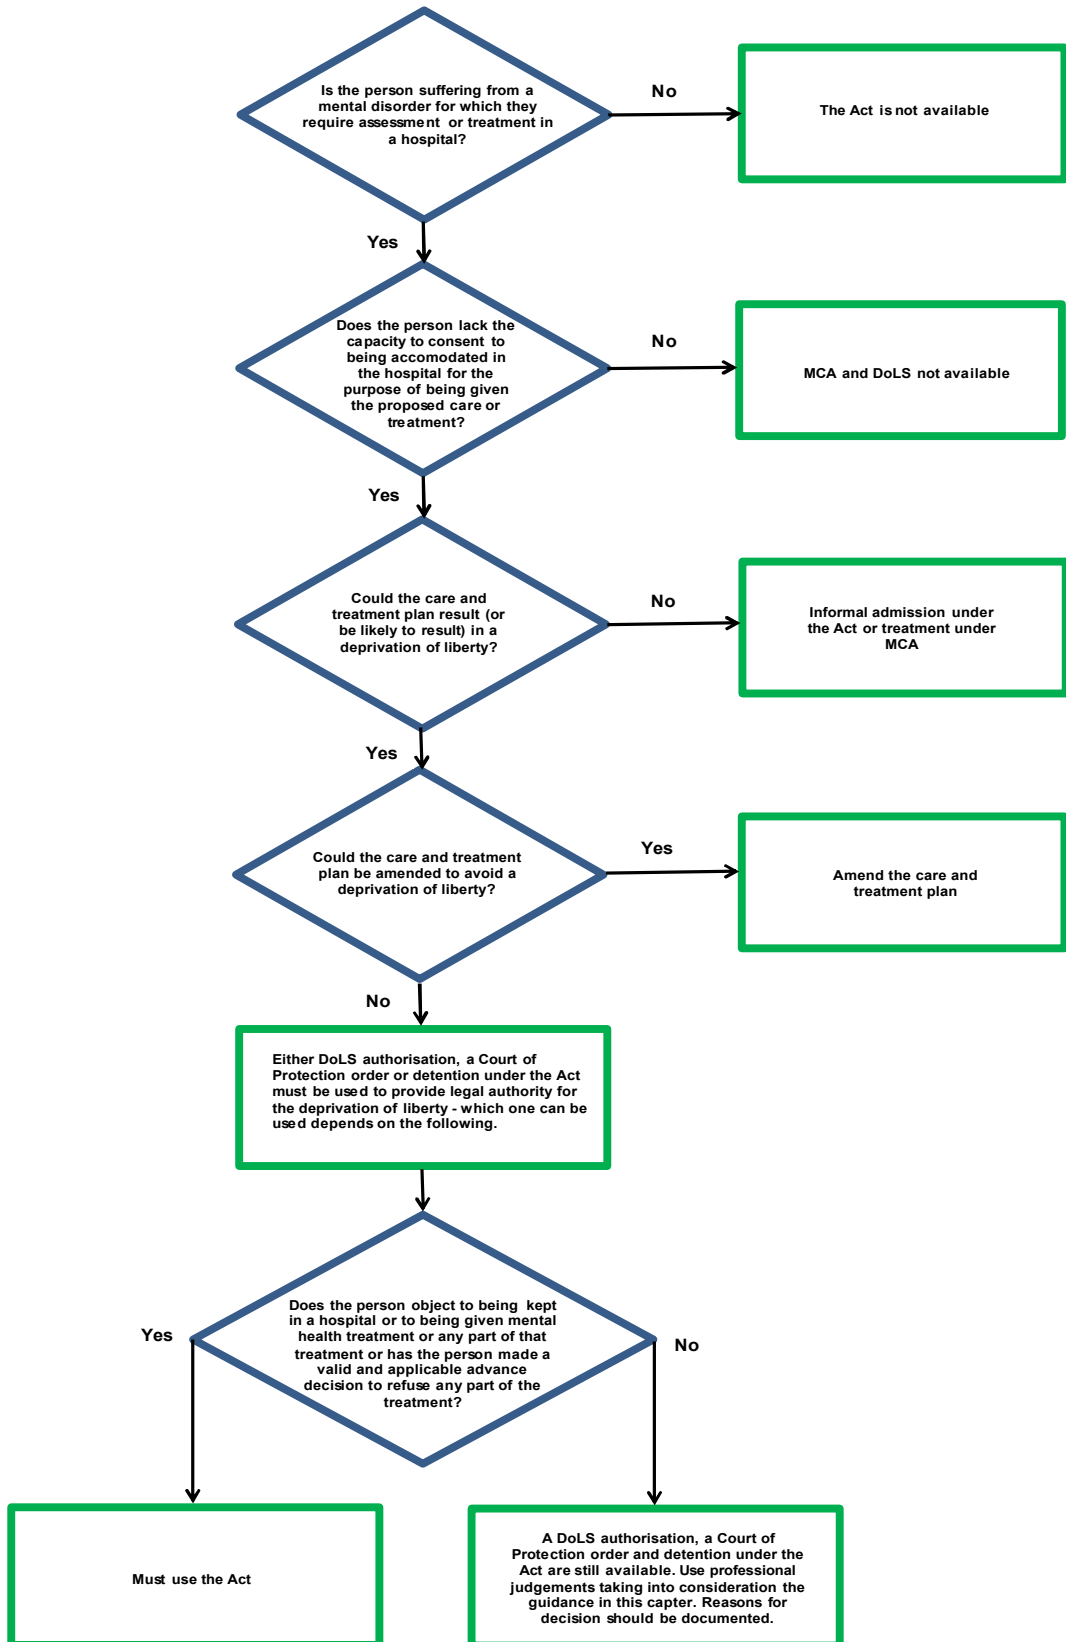 Is the person suffering from a
mental disorder for which they
require assessment or treatment in
a hospital?
No
The Act is not available
Yes
Does the person lack the
capacity to consent to
being accomodated in
the hospital for the
purpose of being given
the proposed care or
treatment?
No
MCA and DoLS not available
Yes
Could the care and
treatment plan result (or
be likely to result) in a
deprivation of liberty?
No
Informal admission under
the Act or treatment under
MCA
Yes
Could the care and treatment
plan be amended to avoid a
deprivation of liberty?
Yes
Amend the care and
treatment plan
No
Either DoLS authorisation, a Court of
Protection order or detention under the Act
must be used to provide legal authority for
the deprivation of liberty - which one can be
used depends on the following.
Does the person object to being kept
in a hospital or to being given mental
health treatment or any part of that
treatment or has the person made a
valid and applicable advance
decision to refuse any part of the
treatment?
Yes
No
Must use the Act
A DoLS authorisation, a Court of
Protection order and detention under the
Act are still available. Use professional
judgements taking into consideration the
guidance in this capter. Reasons for
decision should be documented.